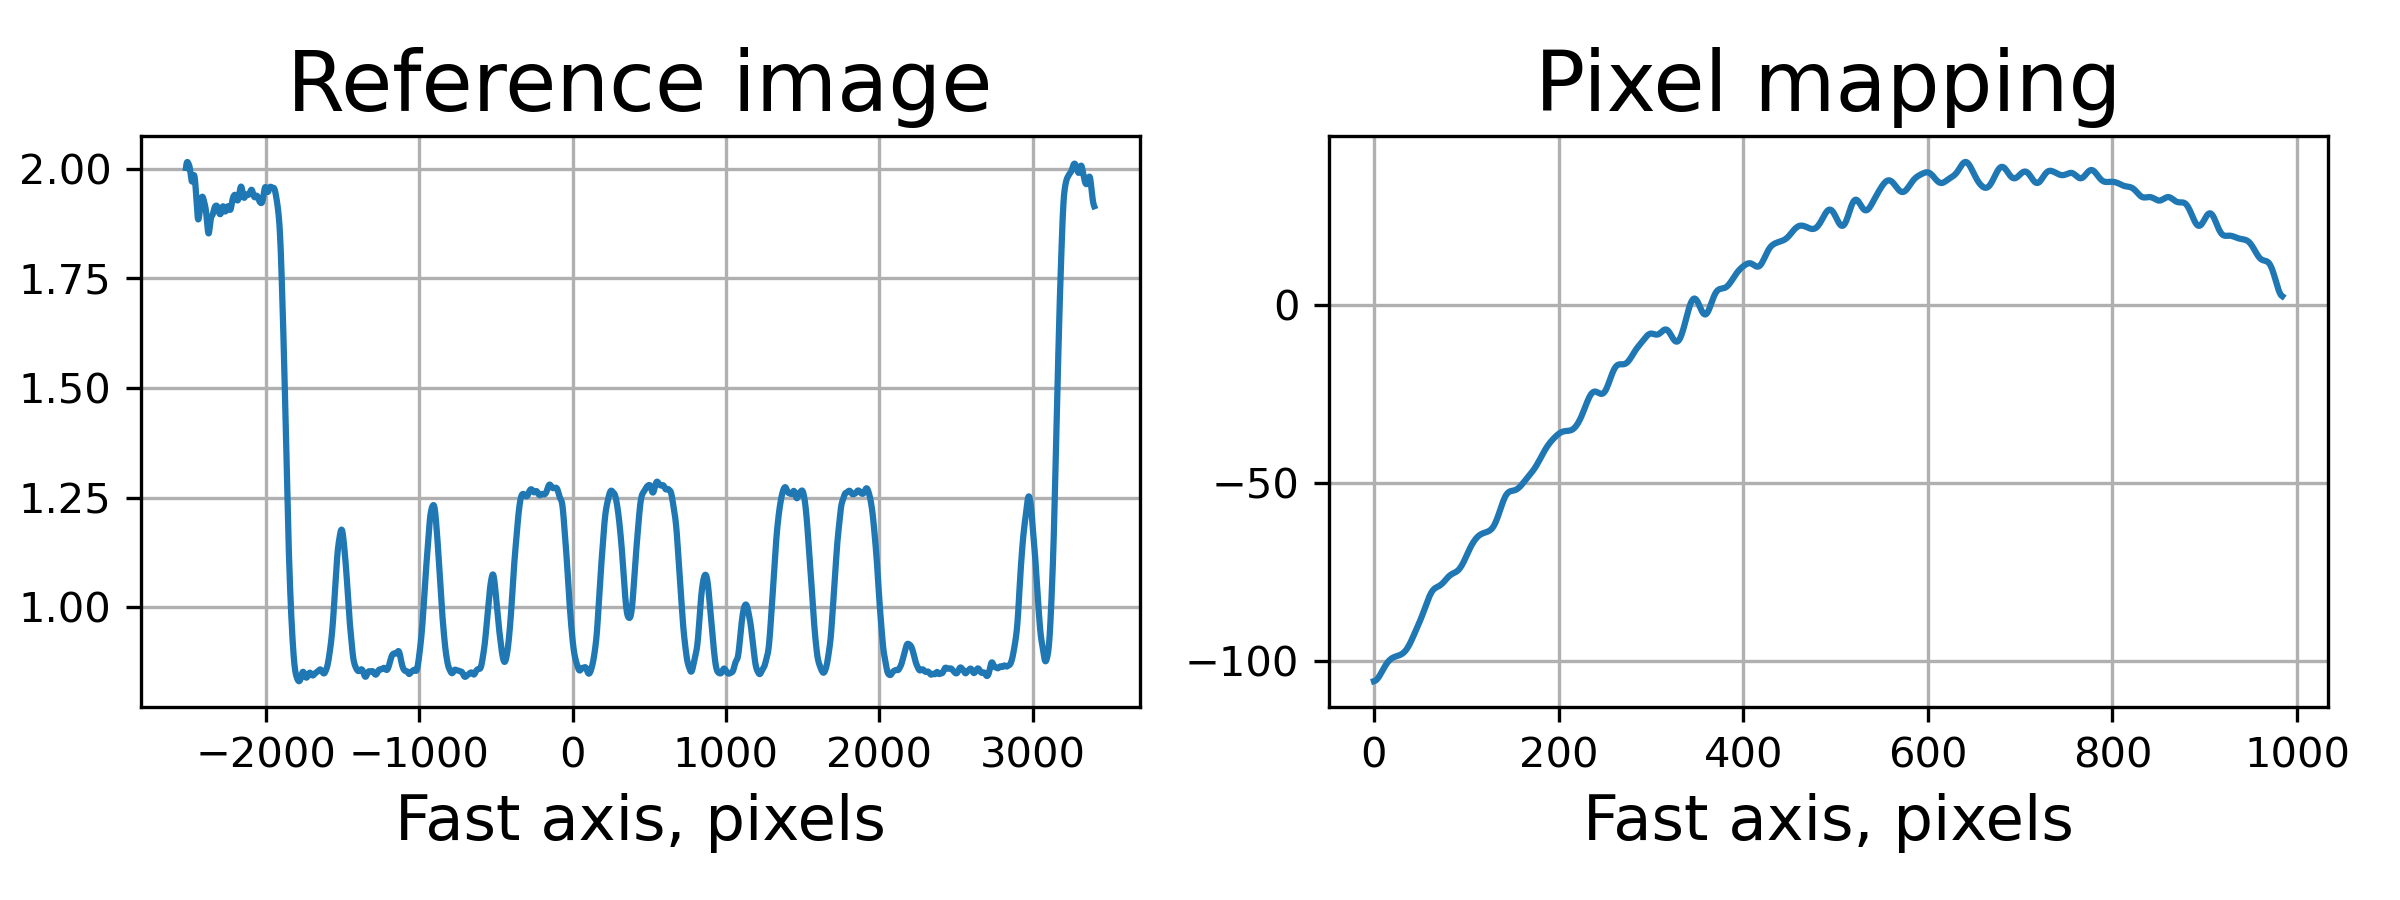 Reference image
2.00
1.75
1.50
1.25
1.00
−2000 −1000 0 1000 2000 3000
Fast axis, pixels
Pixel mapping
0
−50
−100
0 200 400 600 800 1000
Fast axis, pixels